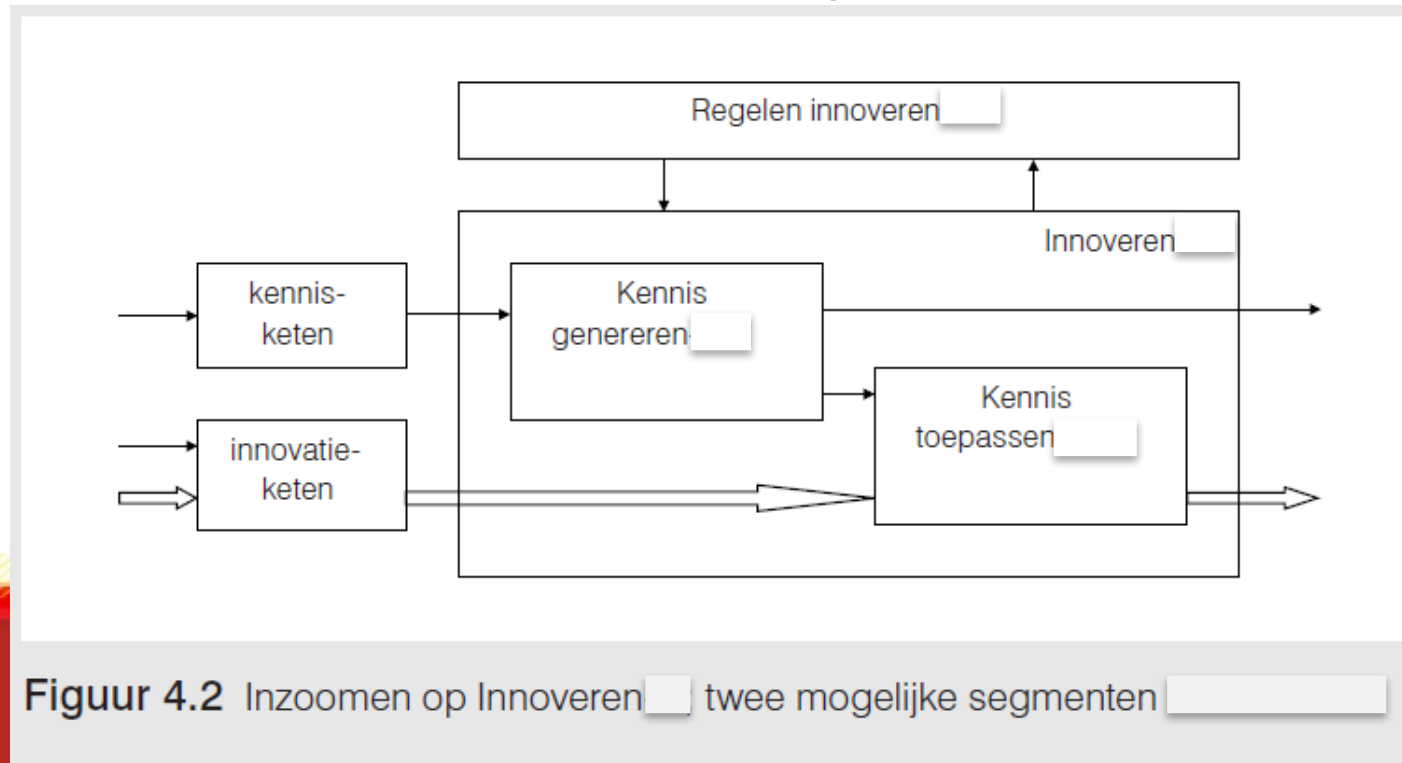 Regelen innoveren
Innoveren
kennis-
keten
Kennis
genereren
innovatie-
keten
Kennis
toepassen
Figuur 4.2 Inzoomen op Innoveren twee mogelijke segmenten